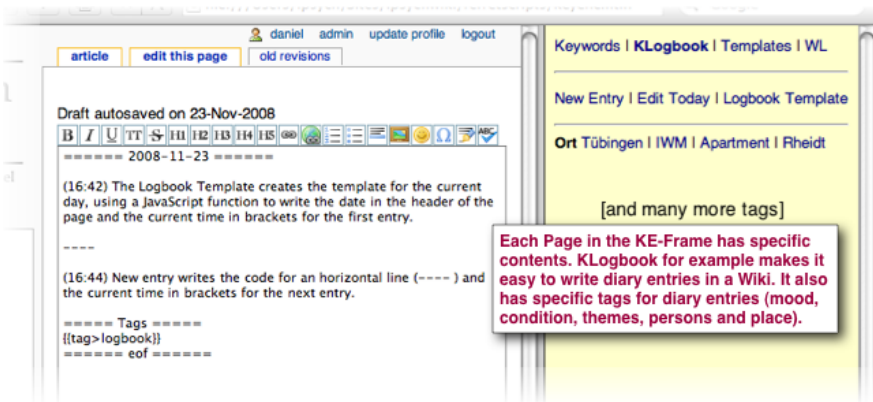 daniel admin update profile logout
article edit this page old revisions
Draft autosaved on 23-Nov-2008
B I U TT S H1 H2 H3 H4 H5 Ω ABC
====== 2008-11-23 ======
(16:42) The Logbook Template creates the template for the current
day, using a JavaScript function to write the date in the header of the
page and the current time in brackets for the first entry.
----
(16:44) New entry writes the code for an horizontal line (---- ) and
the current time in brackets for the next entry.
===== Tags =====
{{tag>logbook}}
====== eof ======
Keywords | KLogbook | Templates | WL
New Entry | Edit Today | Logbook Template
Ort Tübingen | IWM | Apartment | Rheidt
[and many more tags]
Each Page in the KE-Frame has specific
contents. KLogbook for example makes it
easy to write diary entries in a Wiki. It also
has specific tags for diary entries (mood,
condition, themes, persons and place).